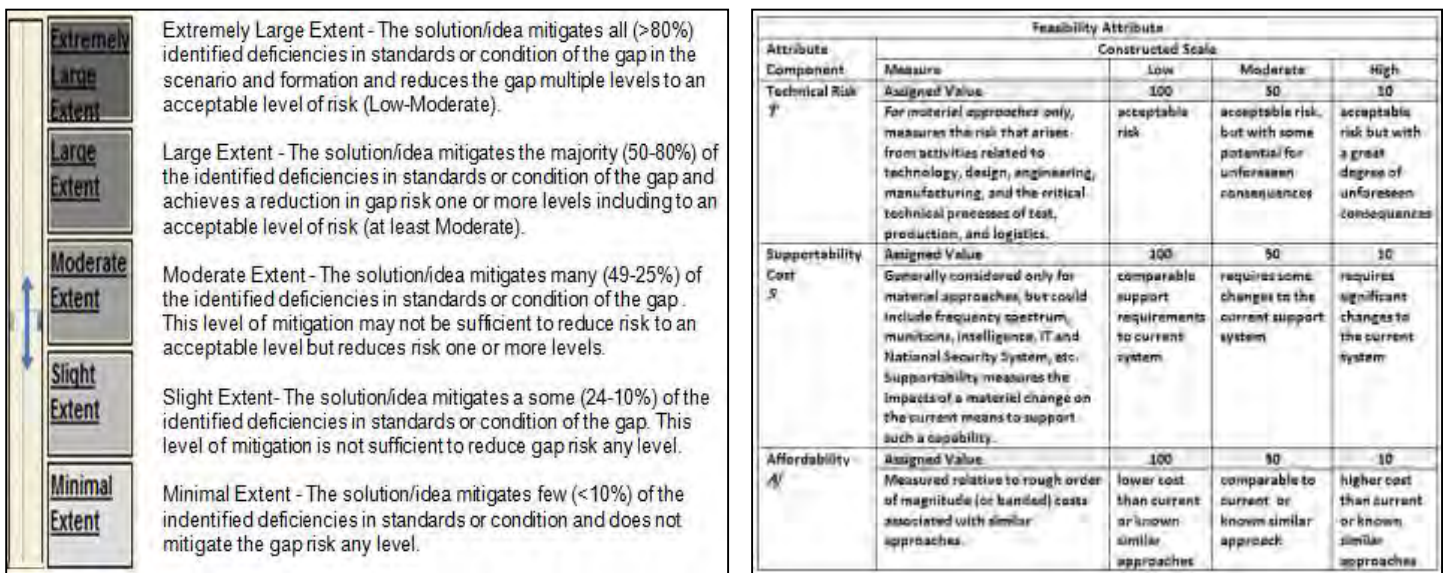 Extremely
Large
Extent
Extremely Large Extent - The solution/idea mitigates all (>80%)
identified deficiencies in standards or condition of the gap in the
scenario and formation and reduces the gap multiple levels to an
acceptable level of risk (Low-Moderate).
Large
Extent
Large Extent - The solution/idea mitigates the majority (50-80%) of
the identified deficiencies in standards or condition of the gap and
achieves a reduction in gap risk one or more levels including to an
acceptable level of risk (at least Moderate).
Moderate
Extent
Moderate Extent - The solution/idea mitigates many (49-25%) of
the identified deficiencies in standards or condition of the gap .
This level of mitigation may not be sufficient to reduce risk to an
acceptable level but reduces risk one or more levels.
Slight
Extent
Slight Extent- The solution/idea mitigates a some (24-10%) of the
identified deficiencies in standards or condition of the gap. This
level of mitigation is not sufficient to reduce gap risk any level.
Minimal
Extent
Minimal Extent - The solution/idea mitigates few (<10%) of the
indentified deficiencies in standards or condition and does not
mitigate the gap risk any level.
Feasibility Attribute
Attribute Component
Constructed Scale
Measure Low Moderate High
Technical Risk
T
Assigned Value 100 50 10
For materiel approaches only,
measures the risk that arises
from activities related to
technology, design, engineering,
manufacturing, and the critical
technical processes of test,
production, and logistics.
acceptable
risk
acceptable risk,
but with some
potential for
unforeseen
consequences
acceptable
risk but with
a great
degree of
unforeseen
consequences
Supportability
Cost
S
Assigned Value 100 50 10
Generally considered only for
material approaches, but could
include frequency spectrum,
munitions, intelligence, IT and
National Security System, etc.
Supportability measures the
impacts of a materiel change on
the current means to support
such a capability.
comparable
support
requirements
to current
system
requires some
changes to the
current support
system
requires
significant
changes to
the current
system
Affordability
Assigned Value 100 50 10
Measured relative to rough order
of magnitude (or banded) costs
associated with similar
approaches.
lower cost
than current
or known
similar
approaches
comparable to
current or
known similar
approach
higher cost
than current
or known
similar
approaches